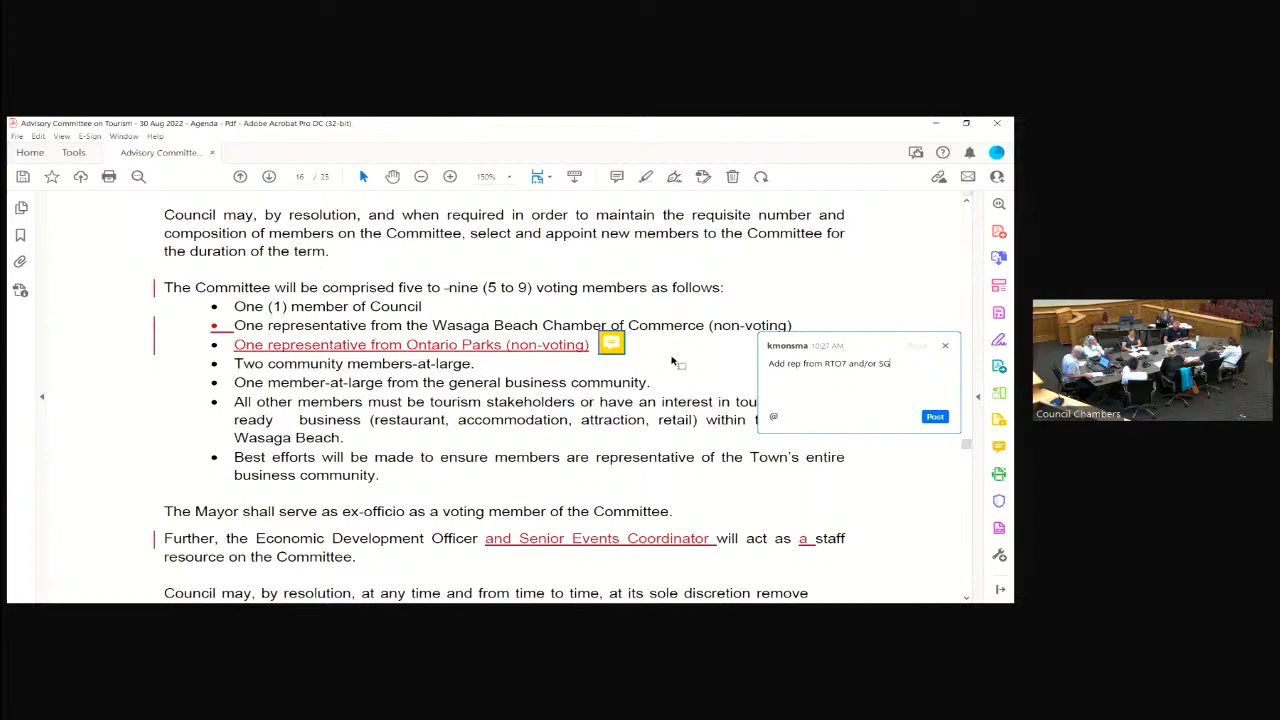 Advisory Committee on Tourism - 30 Aug 2022 - Agenda - Pdf - Adobe Acrobat Pro DC (32-bit)
File Edit View E-Sign Window Help
Home Tools Advisory Committe... ×
16 / 25 150%
Council may, by resolution, and when required in order to maintain the requisite number and
composition of members on the Committee, select and appoint new members to the Committee for
the duration of the term.
The Committee will be comprised five to -nine (5 to 9) voting members as follows:
• One (1) member of Council
• One representative from the Wasaga Beach Chamber of Commerce (non-voting)
• One representative from Ontario Parks (non-voting)
• Two community members-at-large.
• One member-at-large from the general business community.
• All other members must be tourism stakeholders or have an interest in
ready business (restaurant, accommodation, attraction, retail) within
Wasaga Beach.
• Best efforts will be made to ensure members are representative of the Town's entire
business community.
The Mayor shall serve as ex-officio as a voting member of the Committee.
Further, the Economic Development Officer and Senior Events Coordinator will act as a staff
resource on the Committee.
Council may, by resolution, at any time and from time to time, at its sole discretion remove
kmonsma 10:27 AM Reply ×
Add rep from RTO7 and/or SG
@ Post
Council Chambers